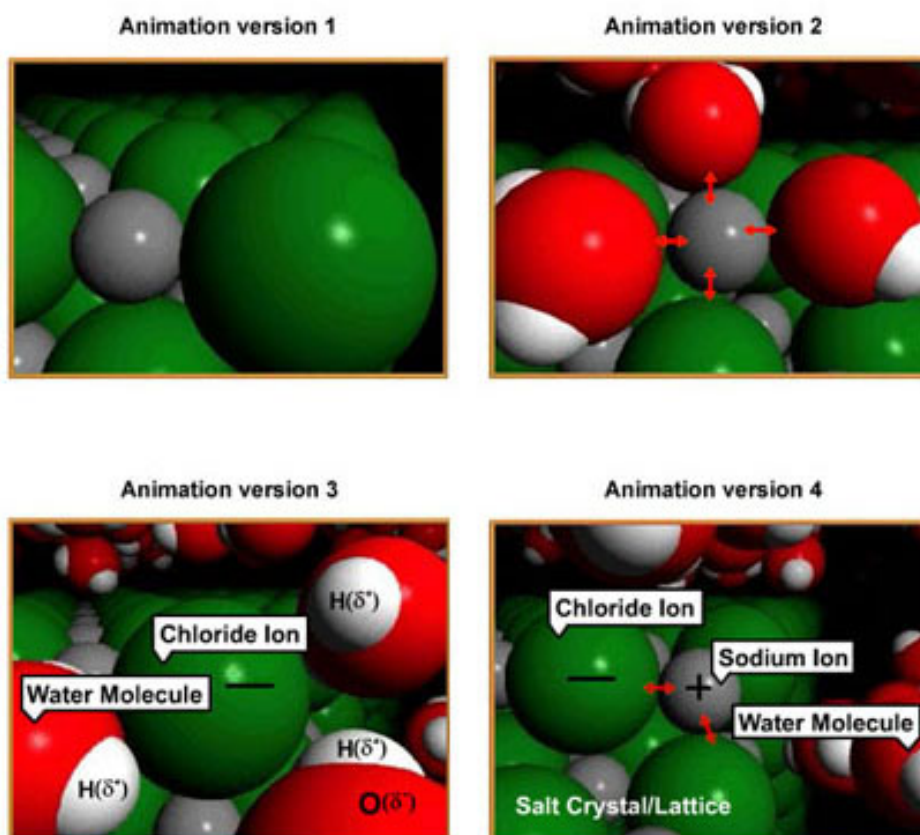 Animation version 1
Animation version 2
Animation version 3
Animation version 4
H(δ⁺)
Chloride Ion
—
Water Molecule
H(δ⁺)
H(δ⁺)
O(δ⁻)
Chloride Ion
—
Sodium Ion
+
Water Molecule
Salt Crystal/Lattice